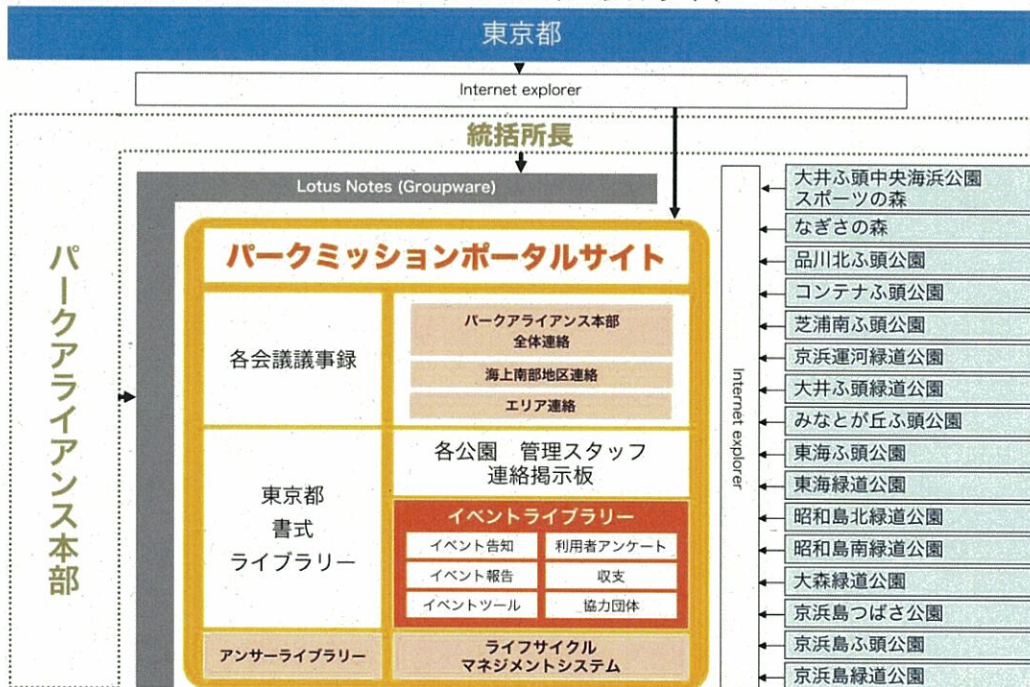 東京都
Internet explorer
統括所長
パークアライアンス本部
Lotus Notes (Groupware)
パークミッションポータルサイト
各会議議事録
パークアライアンス本部
全体連絡
海上南部地区連絡
エリア連絡
東京都
書式
ライブラリー
各公園 管理スタッフ
連絡掲示板
イベントライブラリー
イベント告知
利用者アンケート
イベント報告
収支
イベントツール
協力団体
アンサーライブラリー
ライフサイクル
マネジメントシステム
Internet explorer
大井ふ頭中央海浜公園
スポーツの森
なぎさの森
品川北ふ頭公園
コンテナふ頭公園
芝浦南ふ頭公園
京浜運河緑道公園
大井ふ頭緑道公園
みなとが丘ふ頭公園
東海ふ頭公園
東海緑道公園
昭和島北緑道公園
昭和島南緑道公園
大森緑道公園
京浜島つばさ公園
京浜島ふ頭公園
京浜島緑道公園